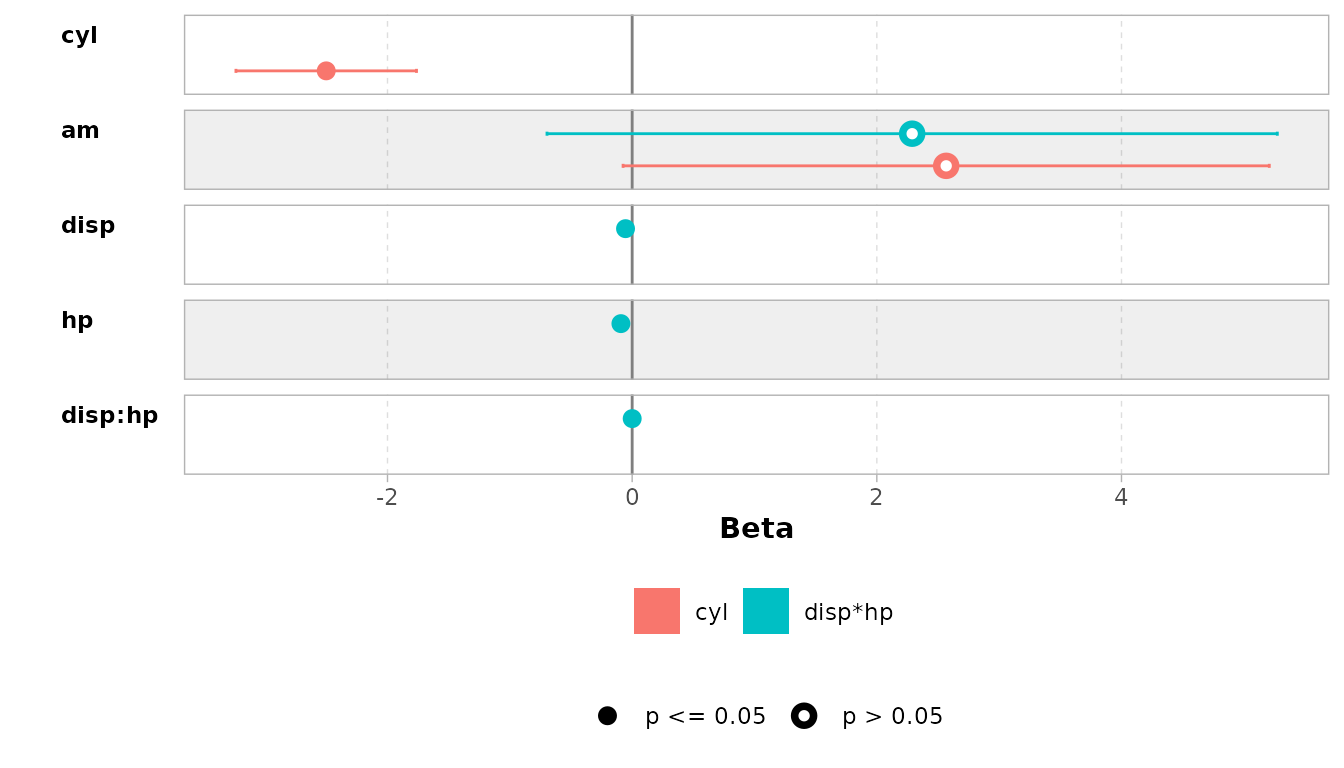 cyl
am
disp
hp
disp:hp
-2 0 2 4
Beta
cyl disp*hp
p <= 0.05 p > 0.05